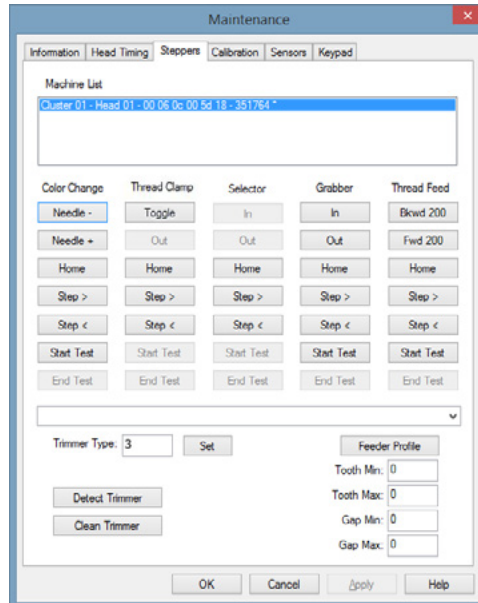 Maintenance
Information Head Timing Steppers Calibration Sensors Keypad
Machine List
Cluster 01 - Head 01 - 00 06 0c 00 5d 18 - 351764 *
Color Change Thread Clamp Selector Grabber Thread Feed
Needle - Toggle In In Bkwd 200
Needle + Out Out Out Fwd 200
Home Home Home Home Home
Step > Step > Step > Step > Step >
Step < Step < Step < Step < Step <
Start Test Start Test Start Test Start Test Start Test
End Test End Test End Test End Test End Test
Trimmer Type: 3 Set Feeder Profile
Tooth Min: 0
Detect Trimmer Tooth Max: 0
Clean Trimmer Gap Min: 0
Gap Max: 0
OK Cancel Apply Help